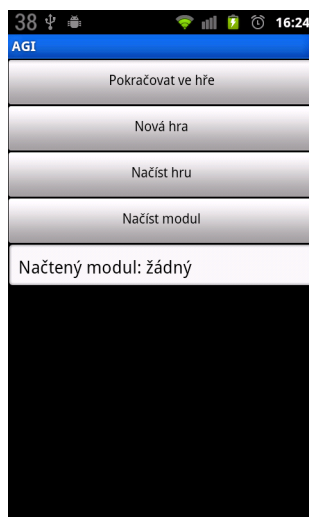 38 16:24
AGI
Pokračovat ve hře
Nová hra
Načíst hru
Načíst modul
Načtený modul: žádný